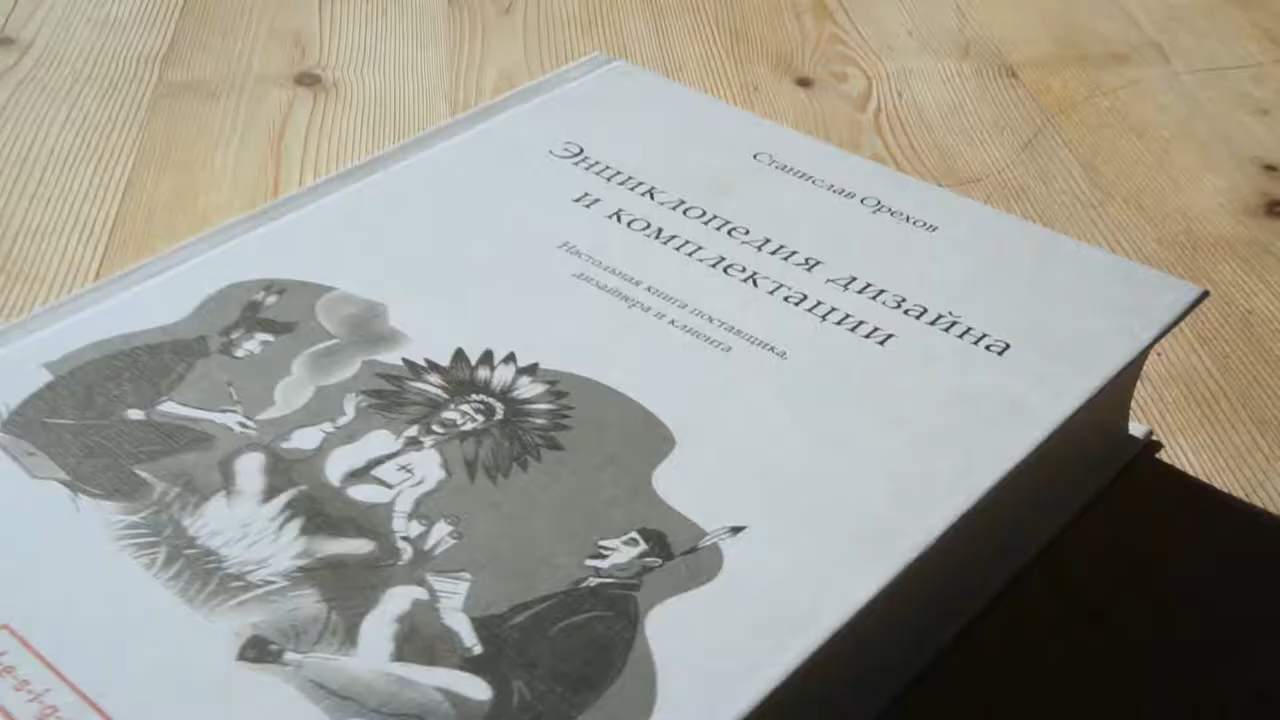 Станислав Орехов
Энциклопедия дизайна
и комплектации
Настольная книга поставщика,
дизайнера и клиента